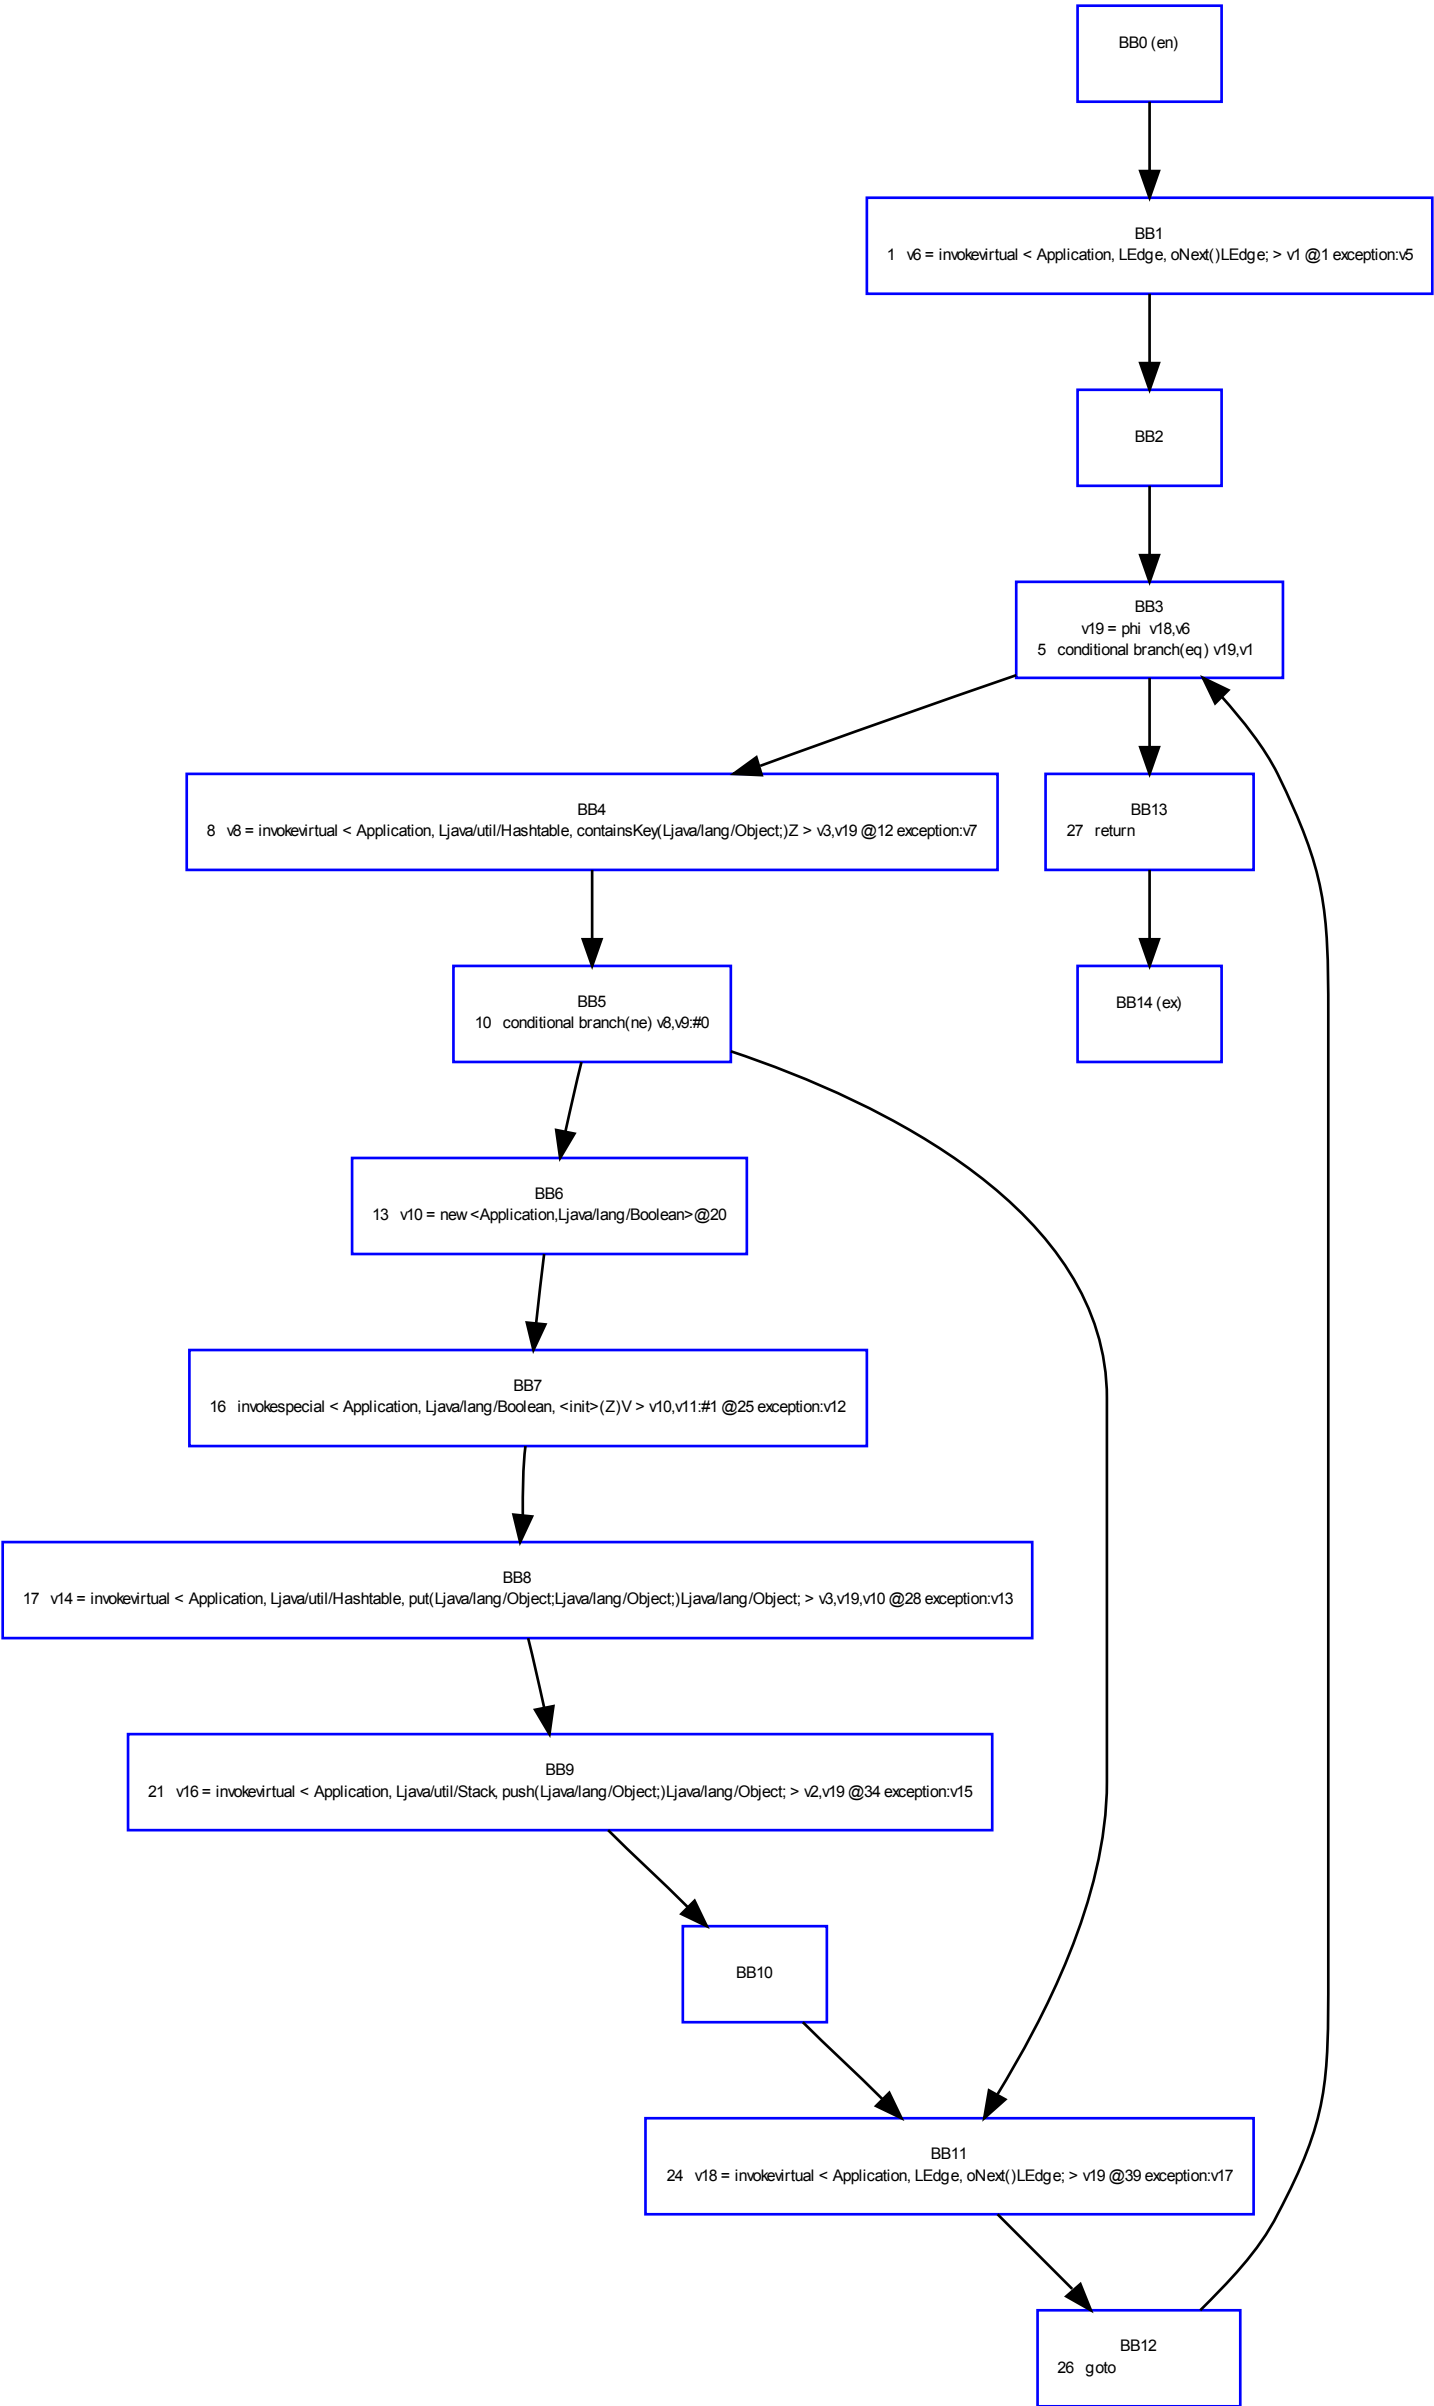 BB0 (en)
BB1
1 v6 = invokevirtual < Application, LEdge, oNext()LEdge; > v1 @1 exception:v5
BB2
BB3
v19 = phi v18,v6
5 conditional branch(eq) v19,v1
BB4
8 v8 = invokevirtual < Application, Ljava/util/Hashtable, containsKey(Ljava/lang/Object;)Z > v3,v19 @12 exception:v7
BB13
27 return
BB5
10 conditional branch(ne) v8,v9:#0
BB14 (ex)
BB6
13 v10 = new <Application,Ljava/lang/Boolean>@20
BB7
16 invokespecial < Application, Ljava/lang/Boolean, <init>(Z)V > v10,v11:#1 @25 exception:v12
BB8
17 v14 = invokevirtual < Application, Ljava/util/Hashtable, put(Ljava/lang/Object;Ljava/lang/Object;)Ljava/lang/Object; > v3,v19,v10 @28 exception:v13
BB9
21 v16 = invokevirtual < Application, Ljava/util/Stack, push(Ljava/lang/Object;)Ljava/lang/Object; > v2,v19 @34 exception:v15
BB10
BB11
24 v18 = invokevirtual < Application, LEdge, oNext()LEdge; > v19 @39 exception:v17
BB12
26 goto